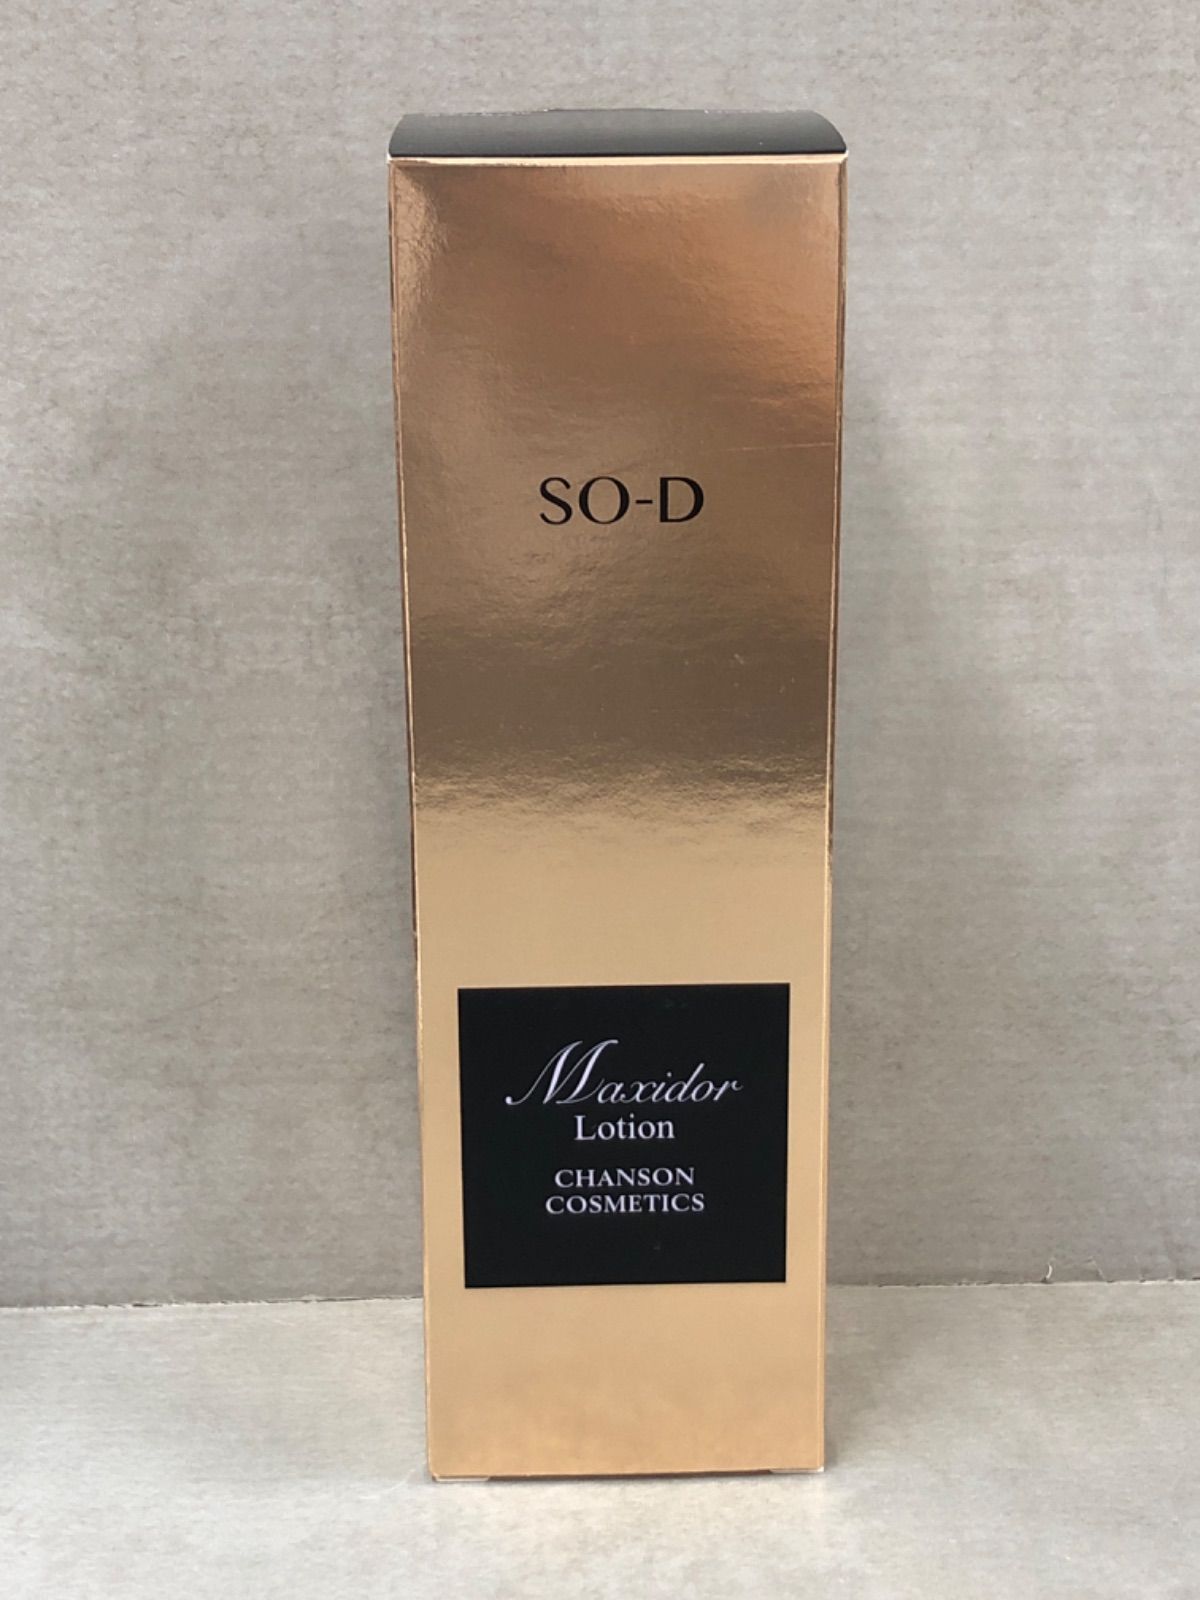 SO-D
Maxidor
Lotion
CHANSON
COSMETICS